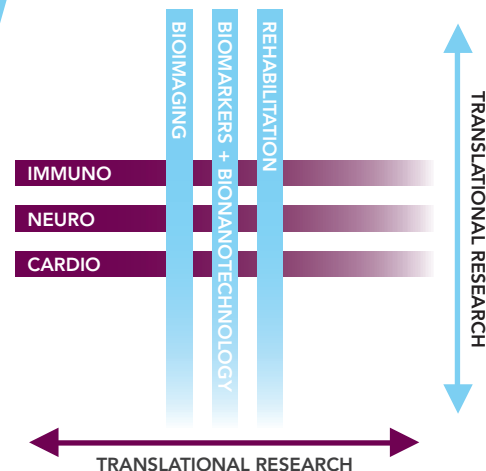 BIOIMAGING
BIOMARKERS + BIONANOTECHNOLOGY
REHABILITATION
TRANSLATIONAL RESEARCH
IMMUNO
NEURO
CARDIO
TRANSLATIONAL RESEARCH